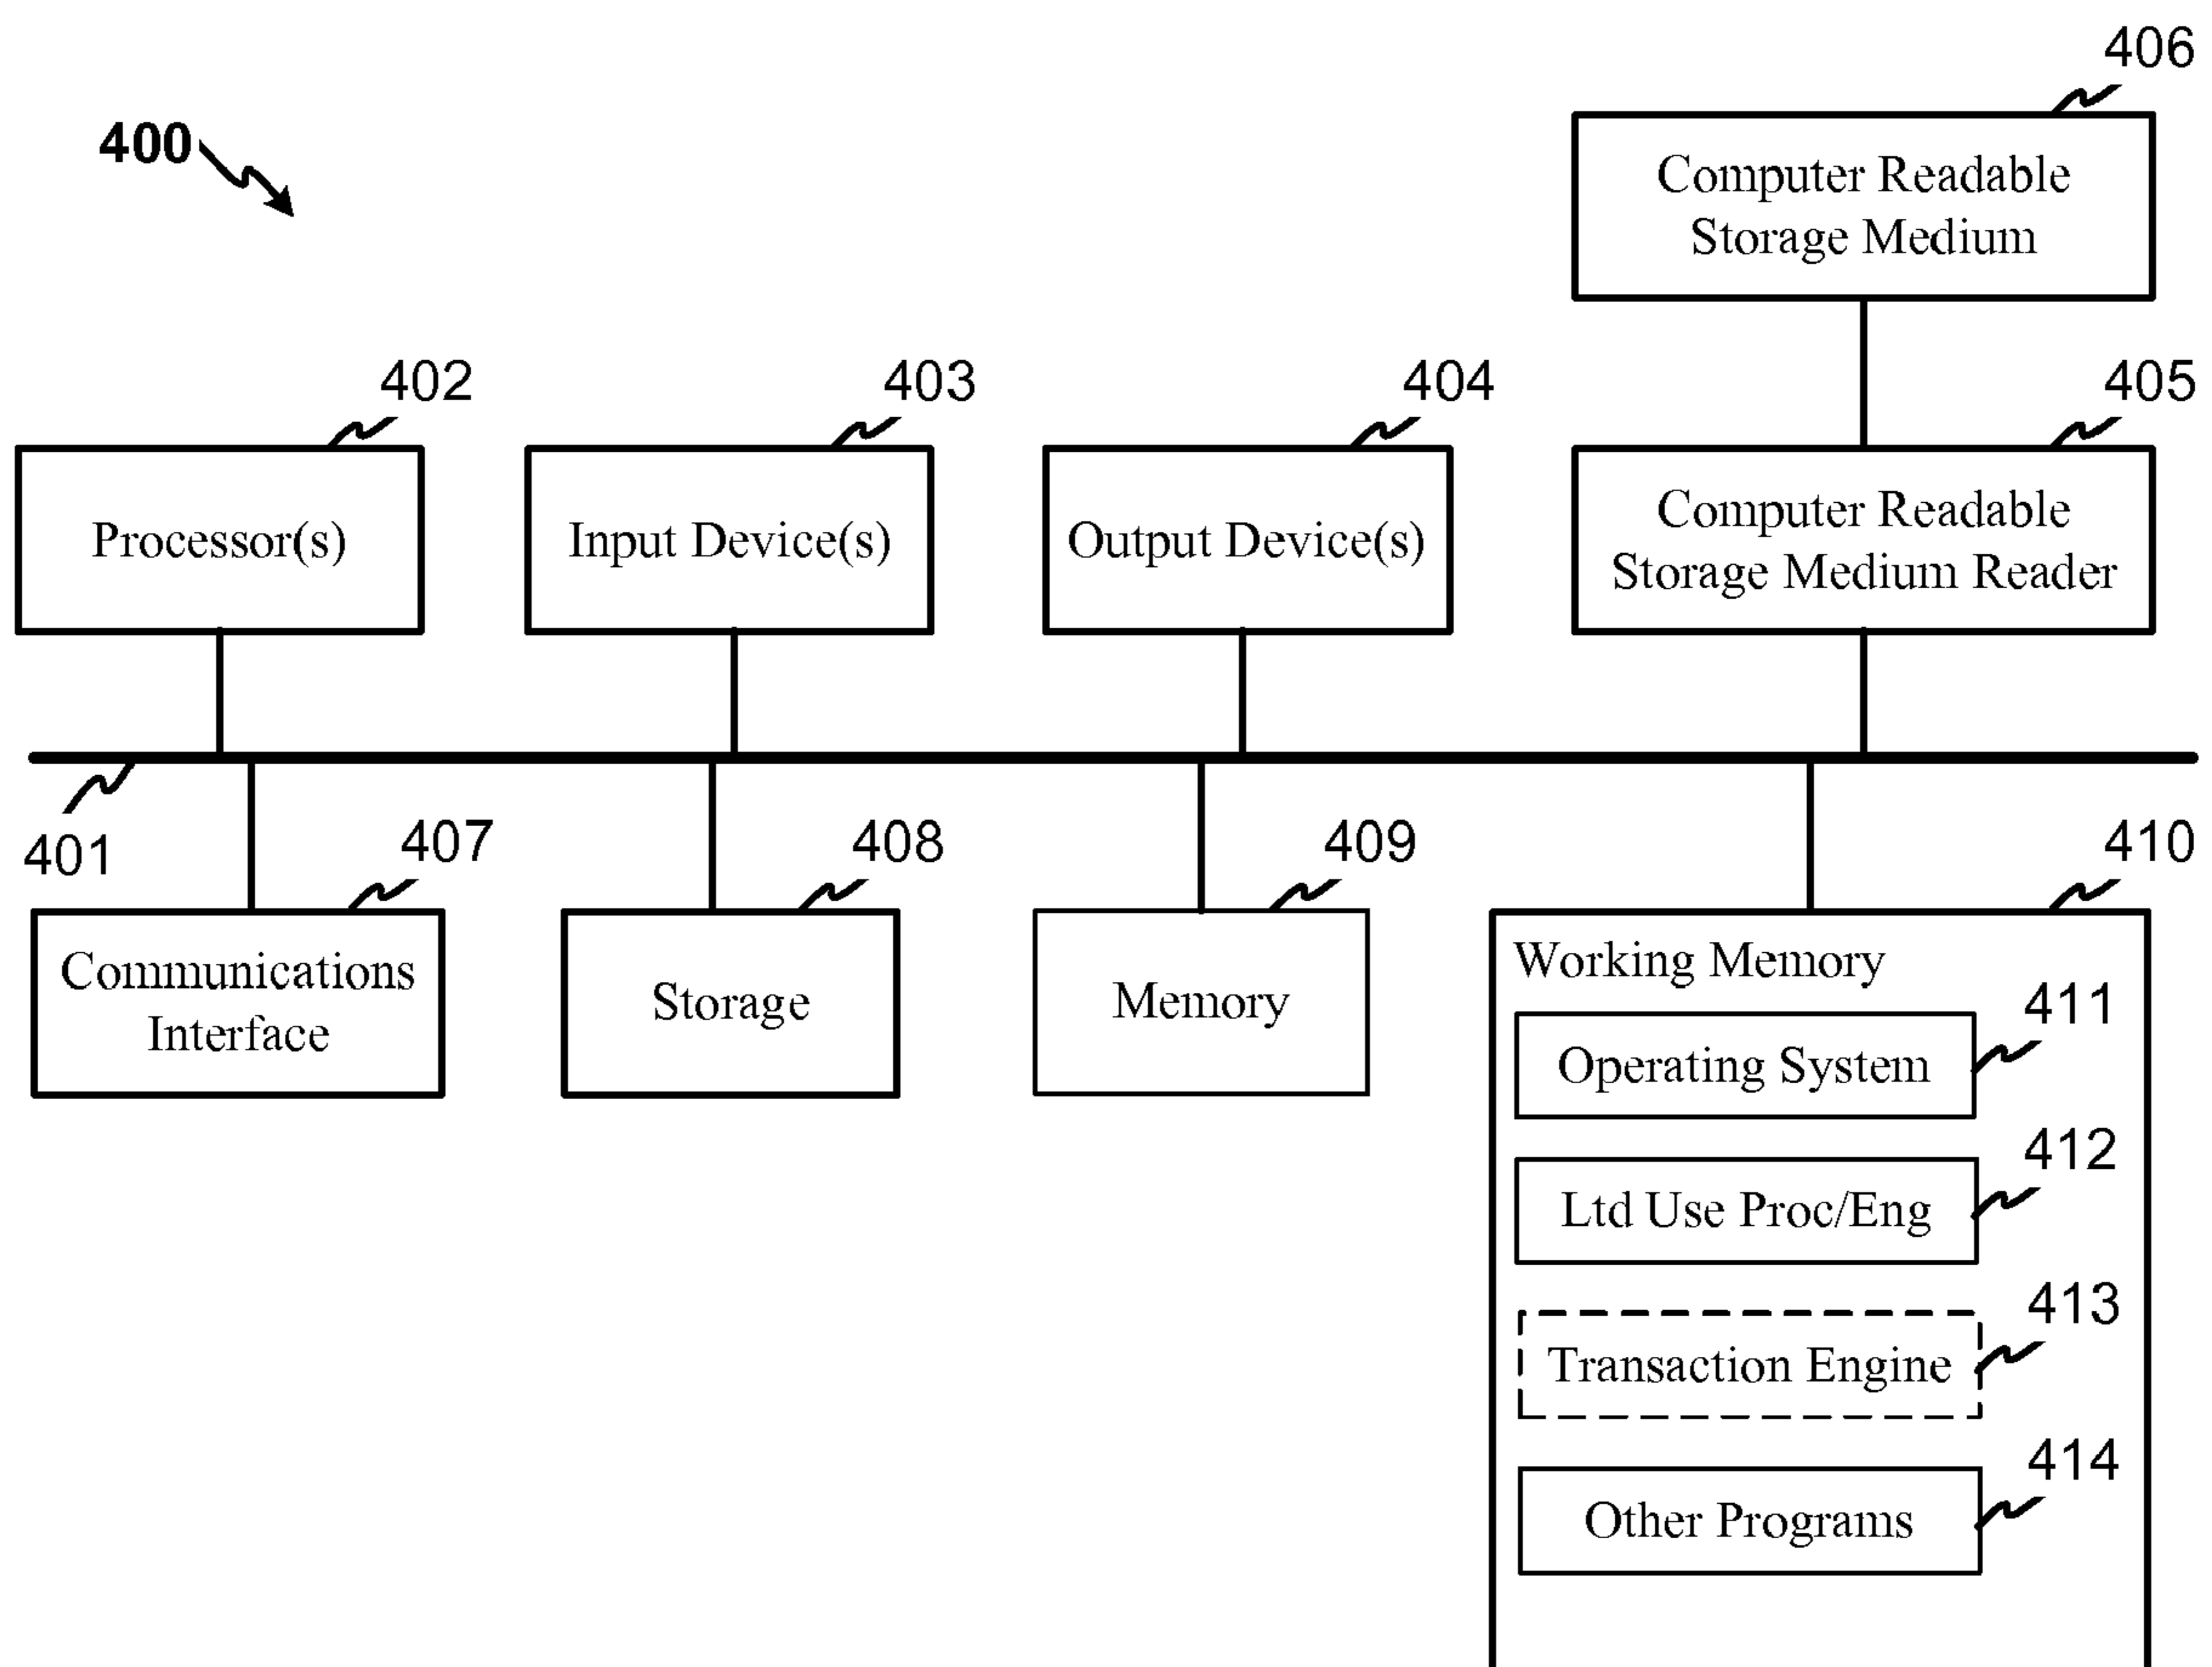 406
400
Computer Readable
Storage Medium
402
403
404
405
Processor(s)
Input Device(s)
Output Device(s)
Computer Readable
Storage Medium Reader
401
407
408
409
410
Communications
Interface
Storage
Memory
Working Memory
411
Operating System
412
Ltd Use Proc/Eng
413
Transaction Engine
414
Other Programs